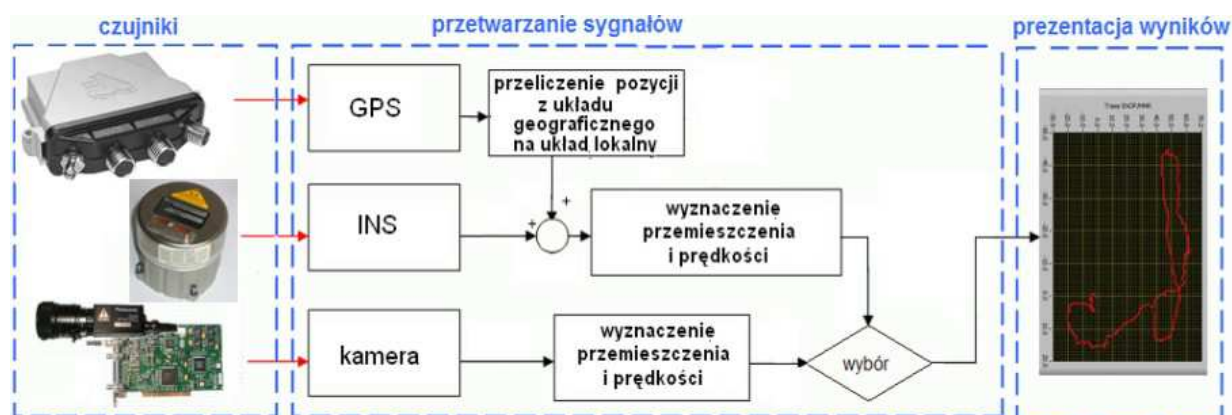 czujniki
przetwarzanie sygnałów
prezentacja wyników
GPS
przeliczenie pozycji
z układu
geograficznego
na układ lokalny
+
+
INS
wyznaczenie
przemieszczenia
i prędkości
kamera
wyznaczenie
przemieszczenia
i prędkości
wybór